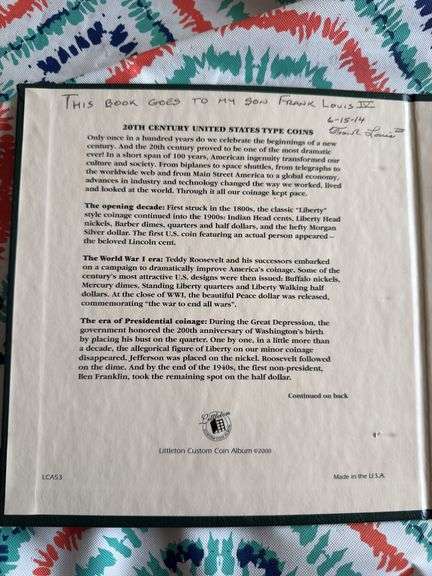 THIS BOOK GOES TO MY SON FRANK LOUIS IV
6-15-14
Frank Louis III
20TH CENTURY UNITED STATES TYPE COINS
Only once in a hundred years do we celebrate the beginnings of a new
century. And the 20th century proved to be one of the most dramatic
ever! In a short span of 100 years, American ingenuity transformed our
culture and society. From biplanes to space shuttles, from telegraphs to
the worldwide web and from Main Street America to a global economy,
advances in industry and technology changed the way we worked, lived
and looked at the world. Through it all our coinage kept pace.
The opening decade: First struck in the 1800s, the classic "Liberty"
style coinage continued into the 1900s: Indian Head cents, Liberty Head
nickels, Barber dimes, quarters and half dollars, and the hefty Morgan
Silver dollar. The first U.S. coin featuring an actual person appeared –
the beloved Lincoln cent.
The World War I era: Teddy Roosevelt and his successors embarked
on a campaign to dramatically improve America's coinage. Some of the
century's most attractive U.S. designs were then issued: Buffalo nickels,
Mercury dimes, Standing Liberty quarters and Liberty Walking half
dollars. At the close of WWI, the beautiful Peace dollar was released,
commemorating "the war to end all wars".
The era of Presidential coinage: During the Great Depression, the
government honored the 200th anniversary of Washington's birth
by placing his bust on the quarter. One by one, in a little more than
a decade, the allegorical figure of Liberty on our minor coinage
disappeared. Jefferson was placed on the nickel. Roosevelt followed
on the dime. And by the end of the 1940s, the first non-president,
Ben Franklin, took the remaining spot on the half dollar.
Continued on back
Littleton
Littleton Custom Coin Album ©2000
LCA53
Made in the U.S.A.